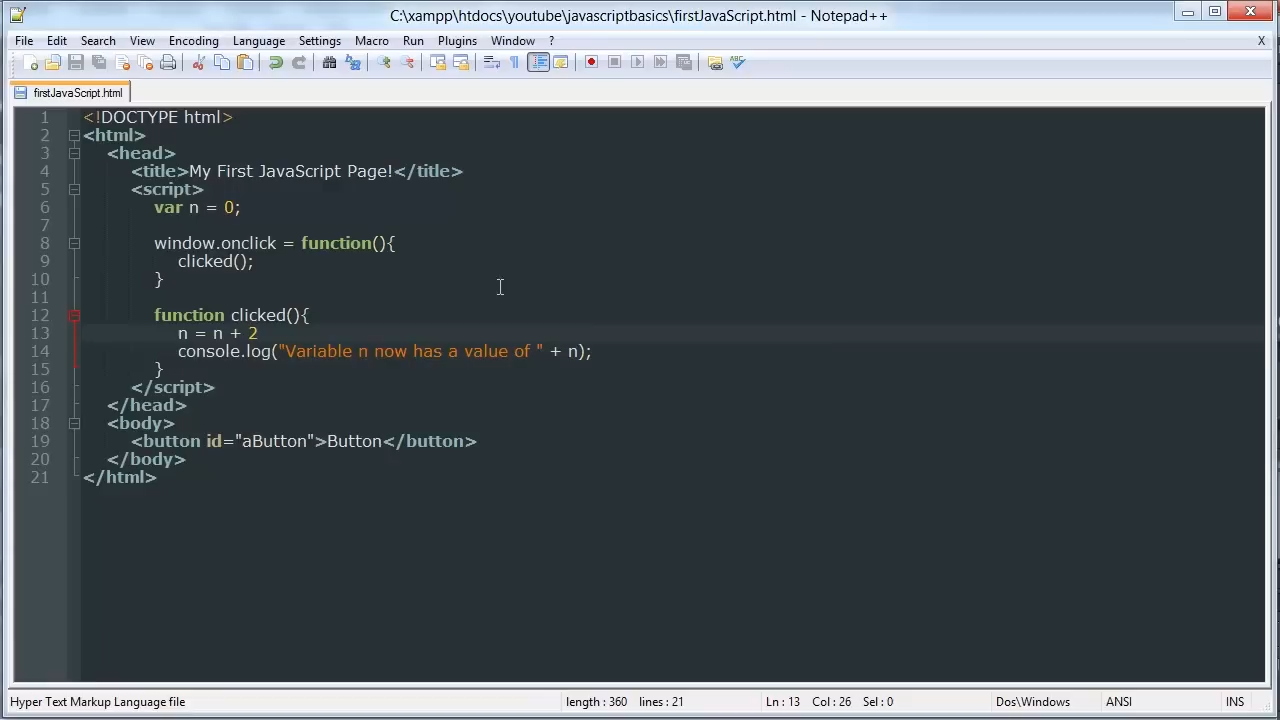 C:\xampp\htdocs\youtube\javascriptbasics\firstJavaScript.html - Notepad++
File Edit Search View Encoding Language Settings Macro Run Plugins Window ? X
firstJavaScript.html
1 <!DOCTYPE html>
2 <html>
3 <head>
4 <title>My First JavaScript Page!</title>
5 <script>
6 var n = 0;
7
8 window.onclick = function(){
9 clicked();
10 }
11
12 function clicked(){
13 n = n + 2
14 console.log("Variable n now has a value of " + n);
15 }
16 </script>
17 </head>
18 <body>
19 <button id="aButton">Button</button>
20 </body>
21 </html>
Hyper Text Markup Language file length : 360 lines : 21 Ln : 13 Col : 26 Sel : 0 Dos\Windows ANSI INS